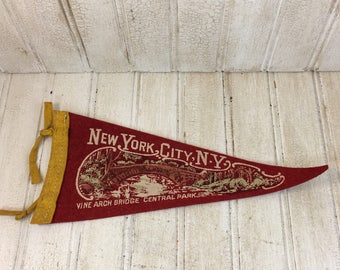 NEW YORK CITY, N.Y.
VINE ARCH BRIDGE CENTRAL PARK